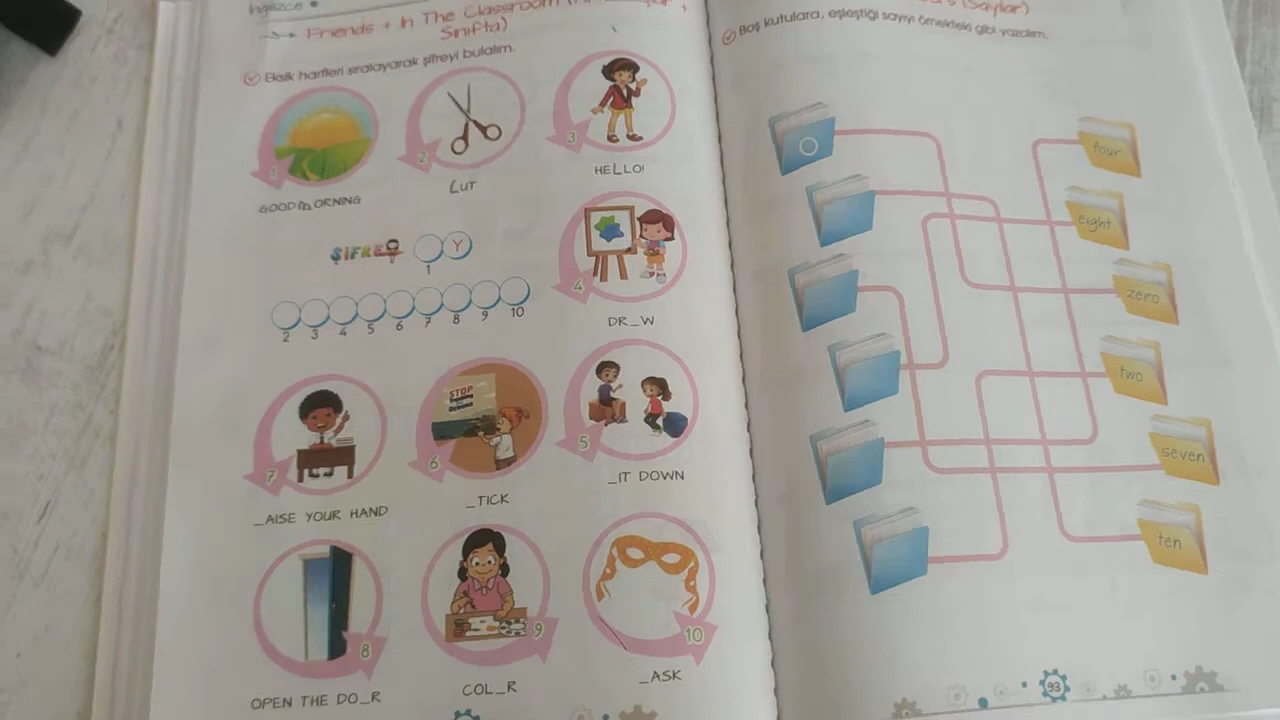 İngilizce
Friends + In The Classroom
Sınıfta)
Eksik harfleri sıralayarak şifreyi bulalım.
1
2
3
GOOD MORNING
LUT
HELLO!
ŞİFRE
Y
1
4
2 3 4 5 6 7 8 9 10
DR_W
7
6
5
_AISE YOUR HAND
_TICK
STOP
_IT DOWN
8
9
10
OPEN THE DO_R
COL_R
_ASK
(Sayılar)
Boş kutulara, eşleştiği sayıyı örnekteki gibi yazalım.
0
four
eight
zero
two
seven
ten
93